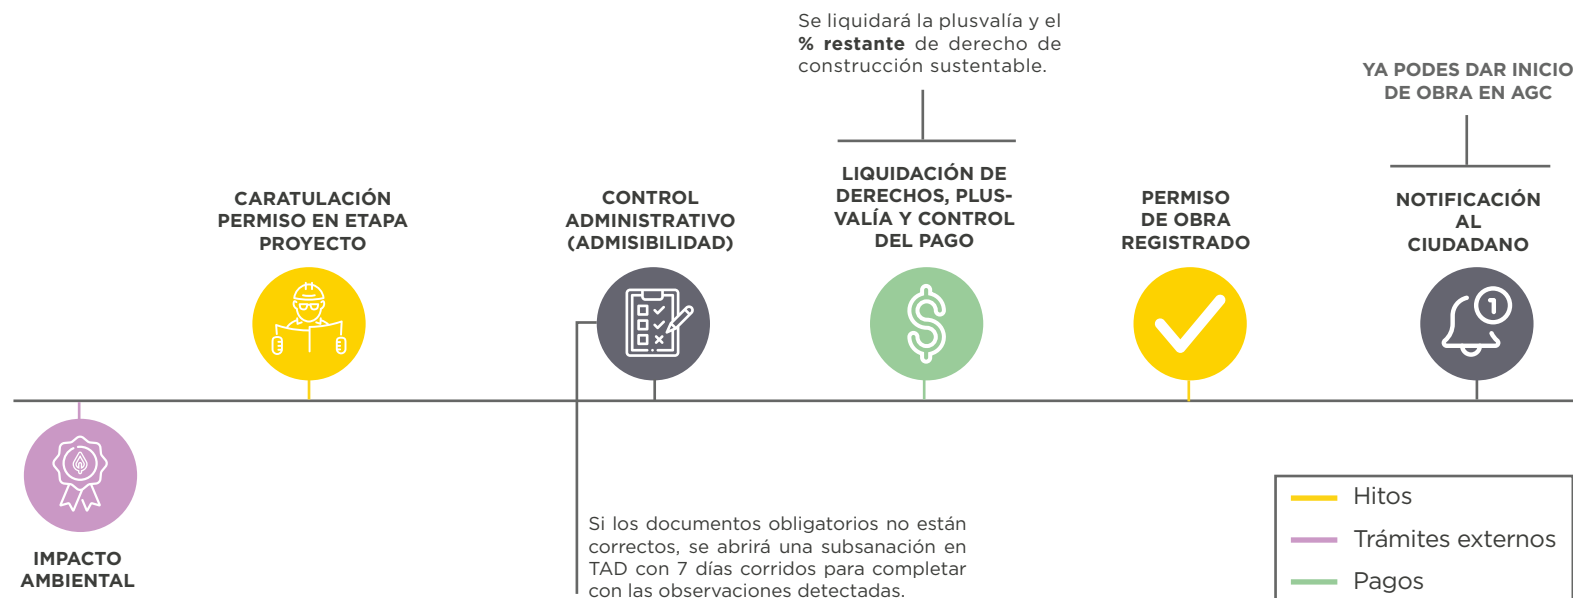 Se liquidará la plusvalía y el
% restante de derecho de
construcción sustentable.
YA PODES DAR INICIO
DE OBRA EN AGC
CARATULACIÓN
PERMISO EN ETAPA
PROYECTO
CONTROL
ADMINISTRATIVO
(ADMISIBILIDAD)
LIQUIDACIÓN DE
DERECHOS, PLUS-
VALÍA Y CONTROL
DEL PAGO
PERMISO
DE OBRA
REGISTRADO
NOTIFICACIÓN
AL
CIUDADANO
1
IMPACTO
AMBIENTAL
Si los documentos obligatorios no están
correctos, se abrirá una subsanación en
TAD con 7 días corridos para completar
con las observaciones detectadas.
Hitos
Trámites externos
Pagos